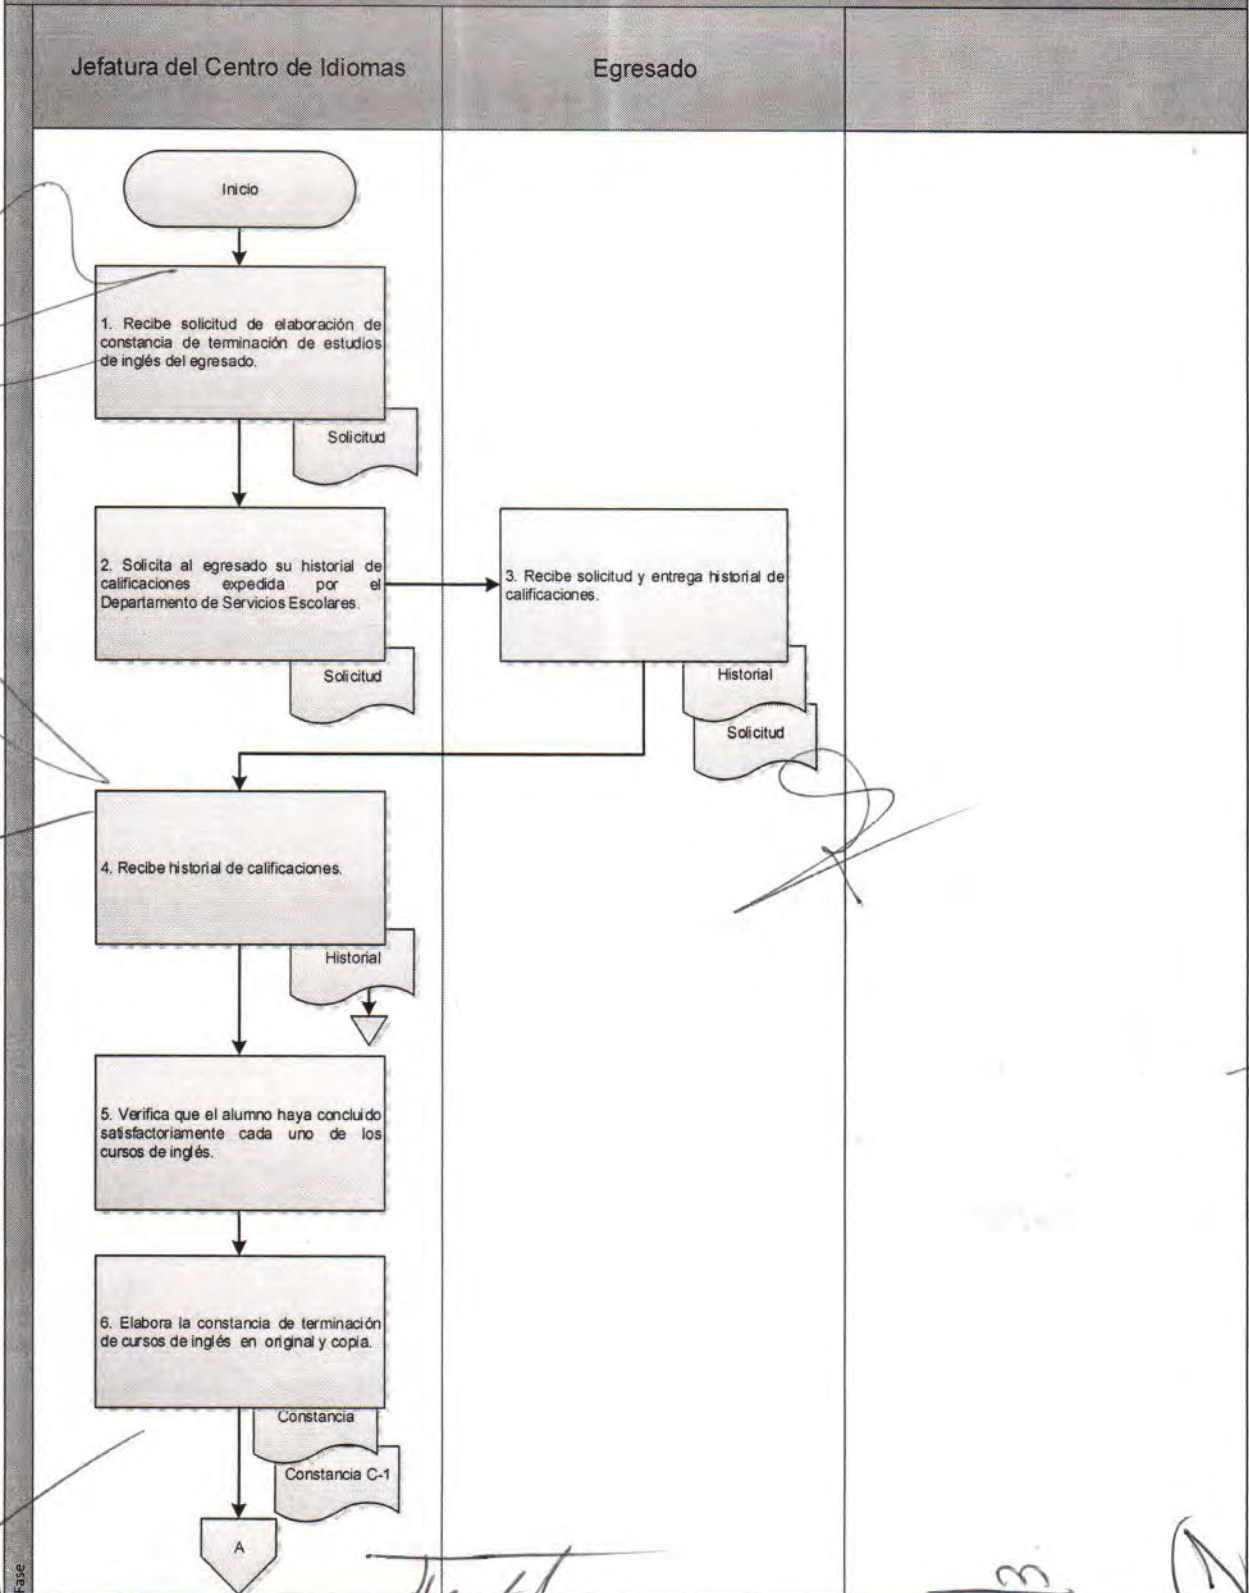 Jefatura del Centro de Idiomas
Egresado
Inicio
1. Recibe solicitud de elaboración de
constancia de terminación de estudios
de inglés del egresado.
Solicitud
2. Solicita al egresado su historial de
calificaciones expedida por el
Departamento de Servicios Escolares.
Solicitud
3. Recibe solicitud y entrega historial de
calificaciones.
Historial
Solicitud
4. Recibe historial de calificaciones.
Historial
5. Verifica que el alumno haya concluido
satisfactoriamente cada uno de los
cursos de inglés.
6. Elabora la constancia de terminación
de cursos de inglés en original y copia.
Constancia
Constancia C-1
A
Fase